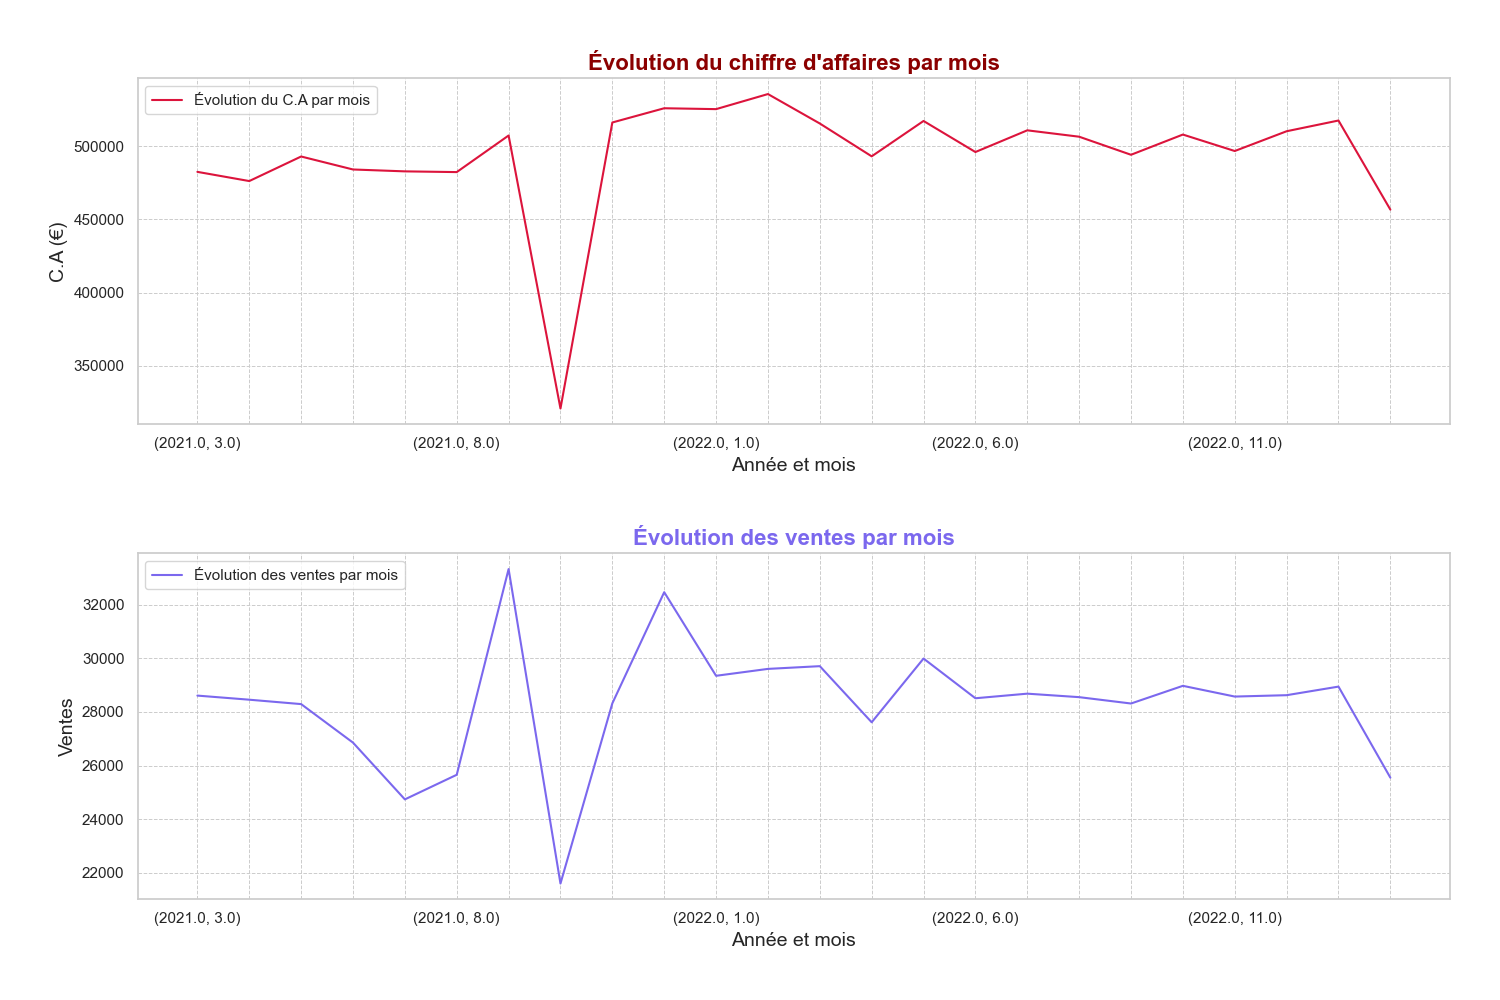 Évolution du chiffre d'affaires par mois
Évolution du C.A par mois
500000
450000
400000
350000
C.A (€)
(2021.0, 3.0) (2021.0, 8.0) (2022.0, 1.0) (2022.0, 6.0) (2022.0, 11.0)
Année et mois
Évolution des ventes par mois
Évolution des ventes par mois
32000
30000
28000
26000
24000
22000
Ventes
(2021.0, 3.0) (2021.0, 8.0) (2022.0, 1.0) (2022.0, 6.0) (2022.0, 11.0)
Année et mois